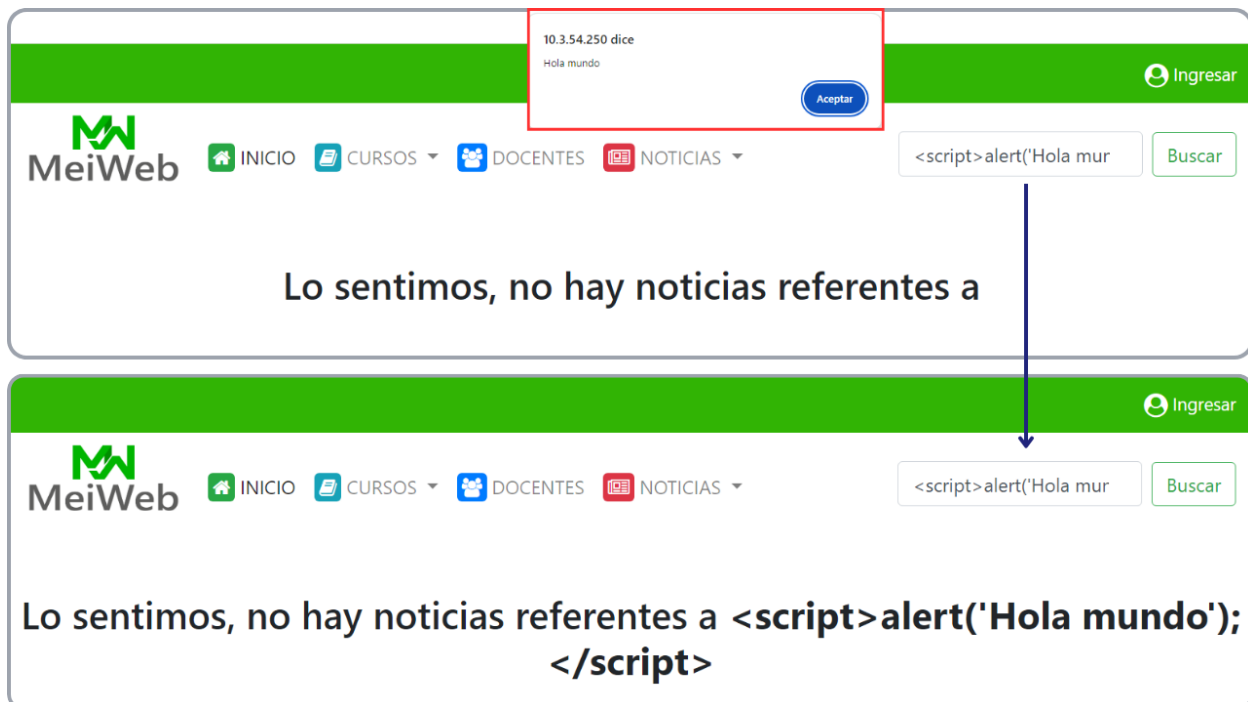 10.3.54.250 dice
Hola mundo
Aceptar
Ingresar
MeiWeb
INICIO
CURSOS
DOCENTES
NOTICIAS
<script>alert('Hola mur
Buscar
Lo sentimos, no hay noticias referentes a
Ingresar
MeiWeb
INICIO
CURSOS
DOCENTES
NOTICIAS
<script>alert('Hola mur
Buscar
Lo sentimos, no hay noticias referentes a <script>alert('Hola mundo');
</script>